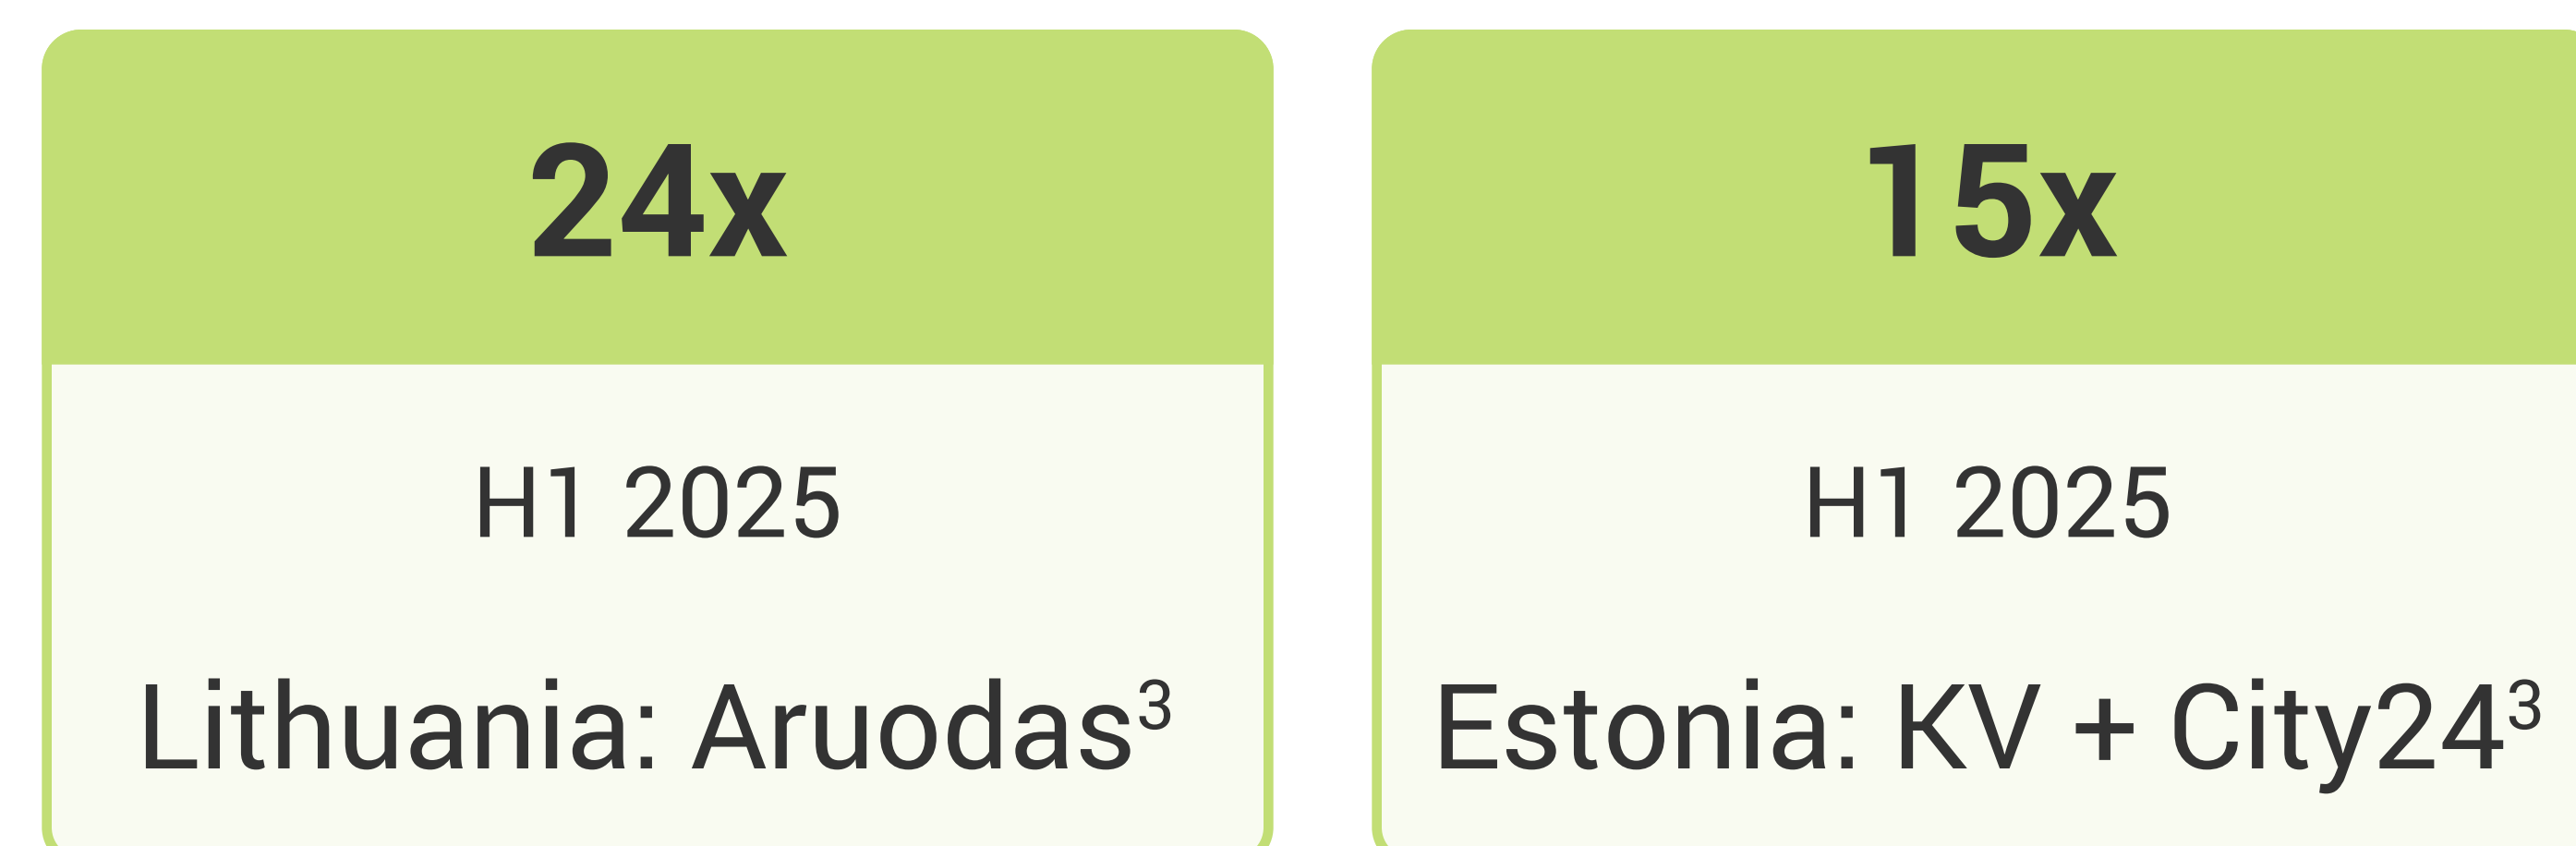 24x
H1 2025
Lithuania: Aruodas³
15x
H1 2025
Estonia: KV + City24³